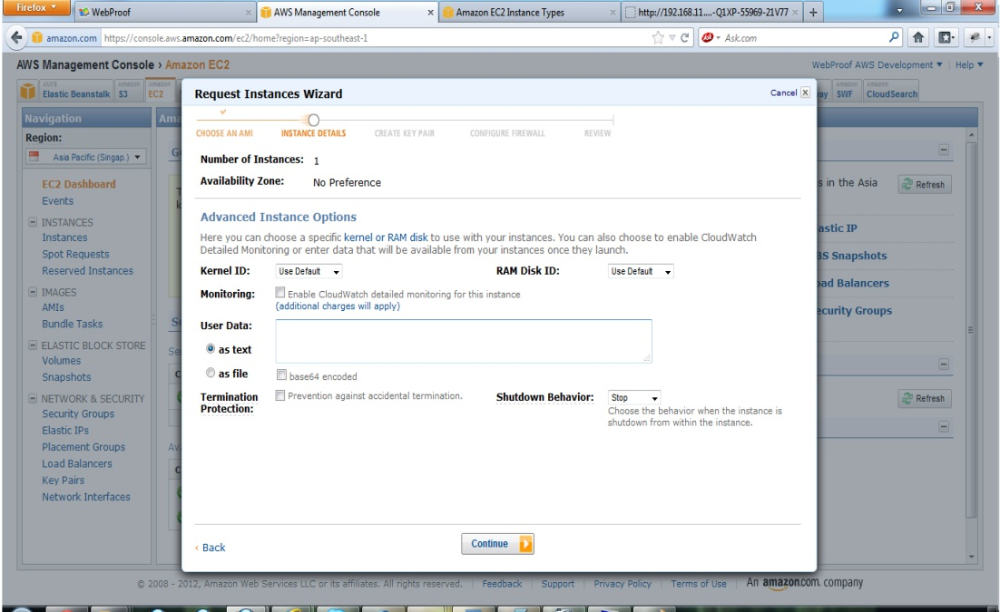 Firefox
WebProof
AWS Management Console
Amazon EC2 Instance Types
http://192.168.11....-Q1XP-55969-21V77
amazon.com
https://console.aws.amazon.com/ec2/home?region=ap-southeast-1
Ask.com
AWS Management Console › Amazon EC2
WebProof AWS Development
Help
AWS
Elastic Beanstalk
Amazon
S3
Amazon
EC2
Amazon
SWF
Amazon
CloudSearch
Navigation
Region:
Asia Pacific (Singap.)
EC2 Dashboard
Events
INSTANCES
Instances
Spot Requests
Reserved Instances
IMAGES
AMIs
Bundle Tasks
ELASTIC BLOCK STORE
Volumes
Snapshots
NETWORK & SECURITY
Security Groups
Elastic IPs
Placement Groups
Load Balancers
Key Pairs
Network Interfaces
Request Instances Wizard
Cancel
CHOOSE AN AMI
INSTANCE DETAILS
CREATE KEY PAIR
CONFIGURE FIREWALL
REVIEW
Number of Instances: 1
Availability Zone: No Preference
Advanced Instance Options
Here you can choose a specific kernel or RAM disk to use with your instances. You can also choose to enable CloudWatch
Detailed Monitoring or enter data that will be available from your instances once they launch.
Kernel ID: Use Default
RAM Disk ID: Use Default
Monitoring: Enable CloudWatch detailed monitoring for this instance
(additional charges will apply)
User Data:
as text
as file
base64 encoded
Termination
Protection:
Prevention against accidental termination.
Shutdown Behavior: Stop
Choose the behavior when the instance is
shutdown from within the instance.
Back
Continue
s in the Asia
Refresh
astic IP
BS Snapshots
ad Balancers
ecurity Groups
Refresh
© 2008 - 2012, Amazon Web Services LLC or its affiliates. All rights reserved.
Feedback
Support
Privacy Policy
Terms of Use
An amazon.com. company